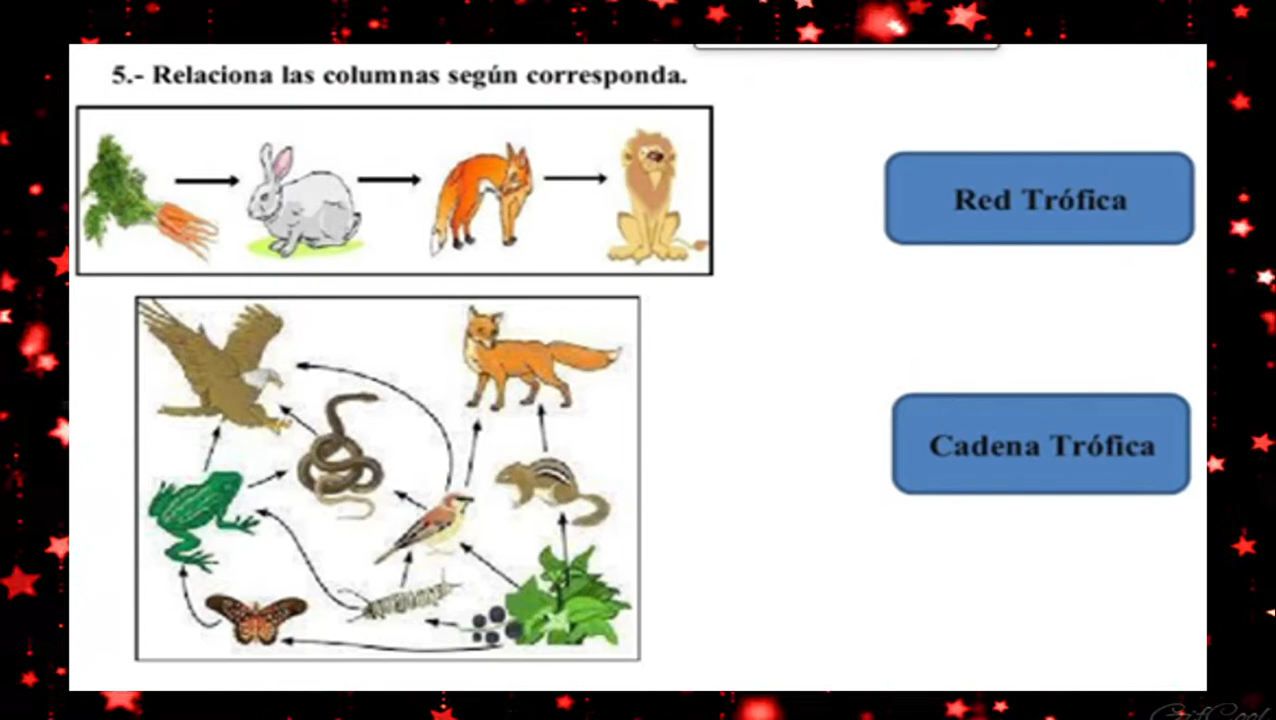 5.- Relaciona las columnas según corresponda.
Red Trófica
Cadena Trófica